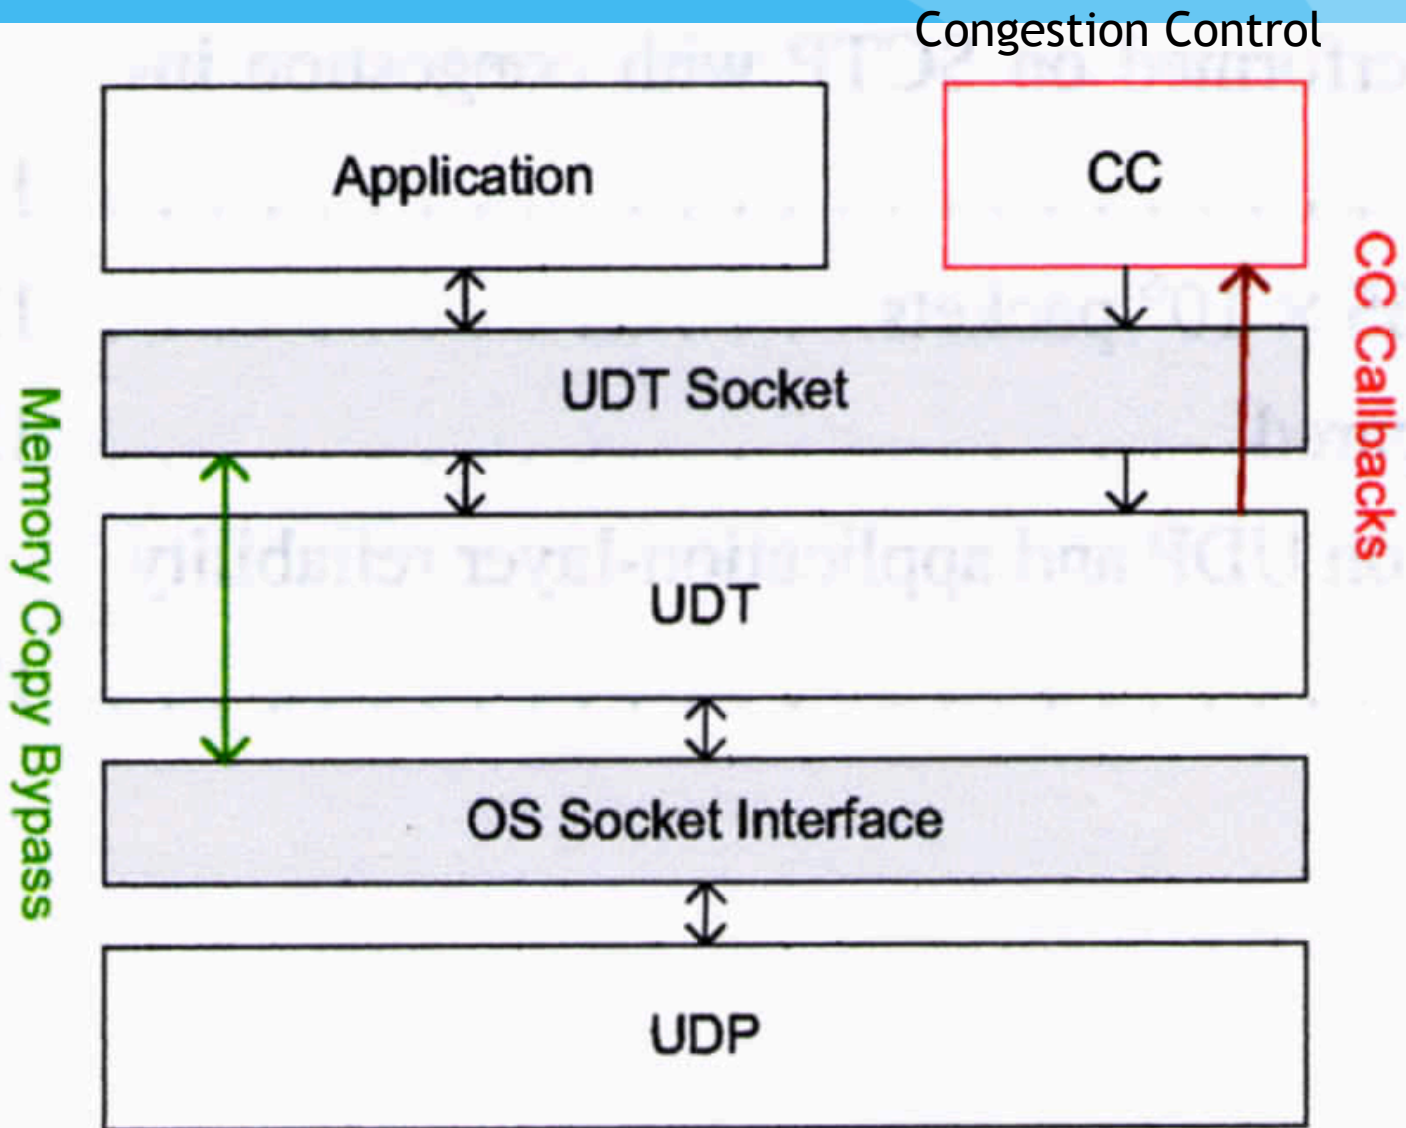 Congestion Control
Application
CC
CC Callbacks
UDT Socket
Memory Copy Bypass
UDT
OS Socket Interface
UDP